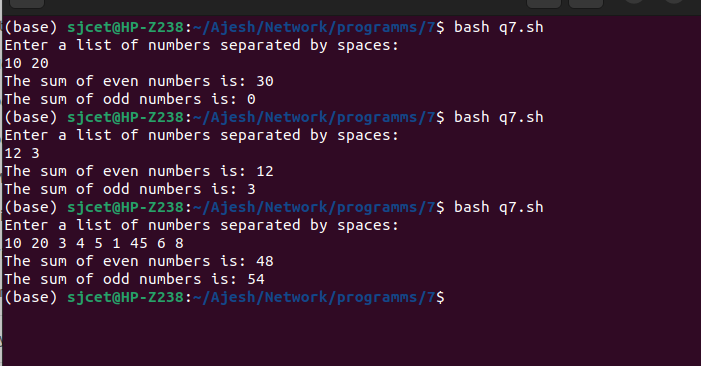 (base) sjcet@HP-Z238:~/Ajesh/Network/programms/7$ bash q7.sh
Enter a list of numbers separated by spaces:
10 20
The sum of even numbers is: 30
The sum of odd numbers is: 0
(base) sjcet@HP-Z238:~/Ajesh/Network/programms/7$ bash q7.sh
Enter a list of numbers separated by spaces:
12 3
The sum of even numbers is: 12
The sum of odd numbers is: 3
(base) sjcet@HP-Z238:~/Ajesh/Network/programms/7$ bash q7.sh
Enter a list of numbers separated by spaces:
10 20 3 4 5 1 45 6 8
The sum of even numbers is: 48
The sum of odd numbers is: 54
(base) sjcet@HP-Z238:~/Ajesh/Network/programms/7$